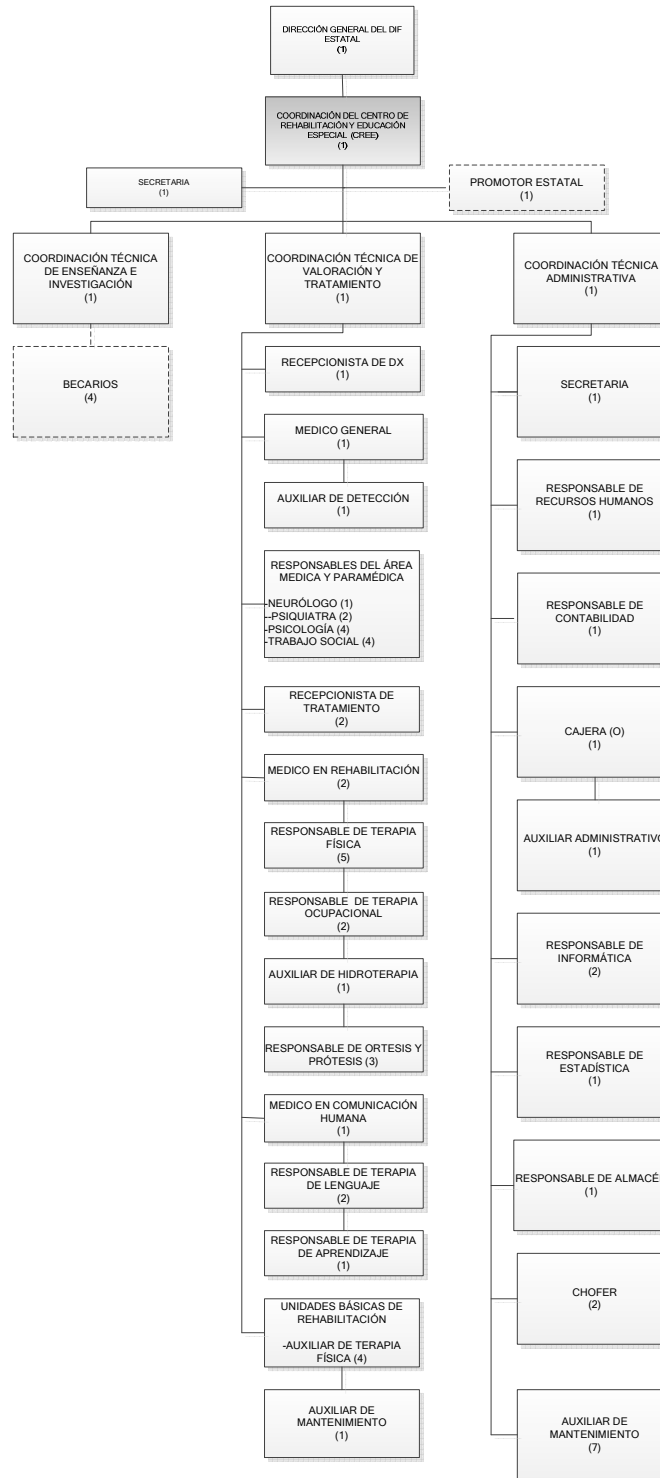 DIRECCIÓN GENERAL DEL DIF
ESTATAL
(1)
COORDINACIÓN DEL CENTRO DE
REHABILITACIÓN Y EDUCACIÓN
ESPECIAL (CREE)
(1)
SECRETARIA
(1)
PROMOTOR ESTATAL
(1)
COORDINACIÓN TÉCNICA
DE ENSEÑANZA E
INVESTIGACIÓN
(1)
BECARIOS
(4)
COORDINACIÓN TÉCNICA DE
VALORACIÓN Y
TRATAMIENTO
(1)
RECEPCIONISTA DE DX
(1)
MEDICO GENERAL
(1)
AUXILIAR DE DETECCIÓN
(1)
RESPONSABLES DEL ÁREA
MEDICA Y PARAMÉDICA
-NEURÓLOGO (1)
--PSIQUIATRA (2)
-PSICOLOGÍA (4)
-TRABAJO SOCIAL (4)
RECEPCIONISTA DE
TRATAMIENTO
(2)
MEDICO EN REHABILITACIÓN
(2)
RESPONSABLE DE TERAPIA
FÍSICA
(5)
RESPONSABLE DE TERAPIA
OCUPACIONAL
(2)
AUXILIAR DE HIDROTERAPIA
(1)
RESPONSABLE DE ORTESIS Y
PRÓTESIS (3)
MEDICO EN COMUNICACIÓN
HUMANA
(1)
RESPONSABLE DE TERAPIA
DE LENGUAJE
(2)
RESPONSABLE DE TERAPIA
DE APRENDIZAJE
(1)
UNIDADES BÁSICAS DE
REHABILITACIÓN
-AUXILIAR DE TERAPIA
FÍSICA (4)
AUXILIAR DE
MANTENIMIENTO
(1)
COORDINACIÓN TÉCNICA
ADMINISTRATIVA
(1)
SECRETARIA
(1)
RESPONSABLE DE
RECURSOS HUMANOS
(1)
RESPONSABLE DE
CONTABILIDAD
(1)
CAJERA (O)
(1)
AUXILIAR ADMINISTRATIVO
(1)
RESPONSABLE DE
INFORMÁTICA
(2)
RESPONSABLE DE
ESTADÍSTICA
(1)
RESPONSABLE DE ALMACÉ
(1)
CHOFER
(2)
AUXILIAR DE
MANTENIMIENTO
(7)